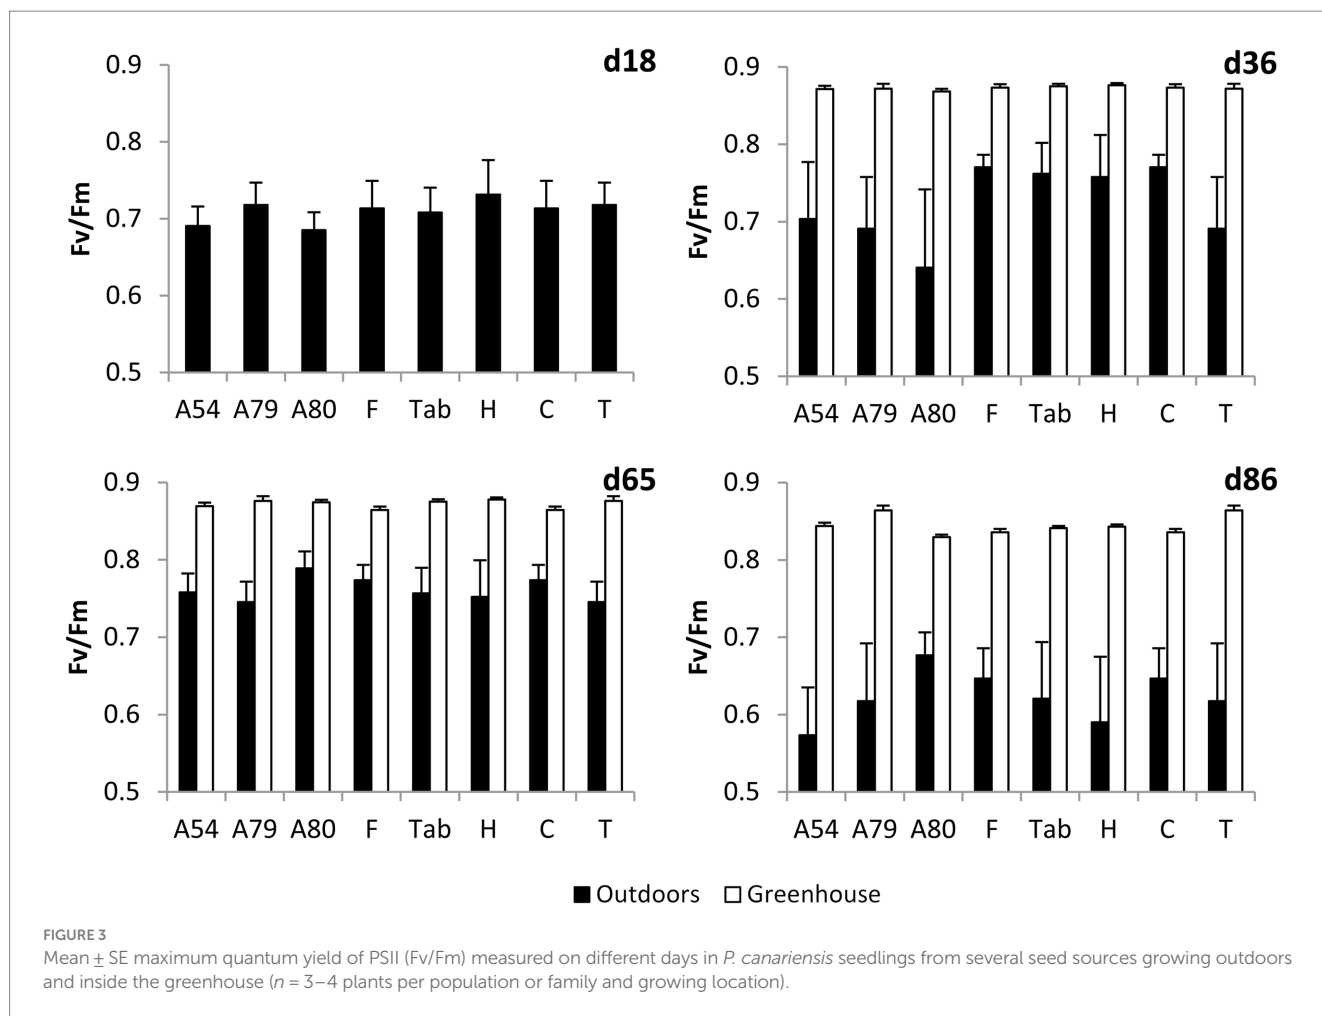 d18
0.9
0.8
0.7
0.6
0.5
Fv/Fm
A54 A79 A80 F Tab H C T
d36
0.9
0.8
0.7
0.6
0.5
Fv/Fm
A54 A79 A80 F Tab H C T
d65
0.9
0.8
0.7
0.6
0.5
Fv/Fm
A54 A79 A80 F Tab H C T
d86
0.9
0.8
0.7
0.6
0.5
Fv/Fm
A54 A79 A80 F Tab H C T
Outdoors Greenhouse
FIGURE 3
Mean ± SE maximum quantum yield of PSII (Fv/Fm) measured on different days in P. canariensis seedlings from several seed sources growing outdoors
and inside the greenhouse (n = 3–4 plants per population or family and growing location).